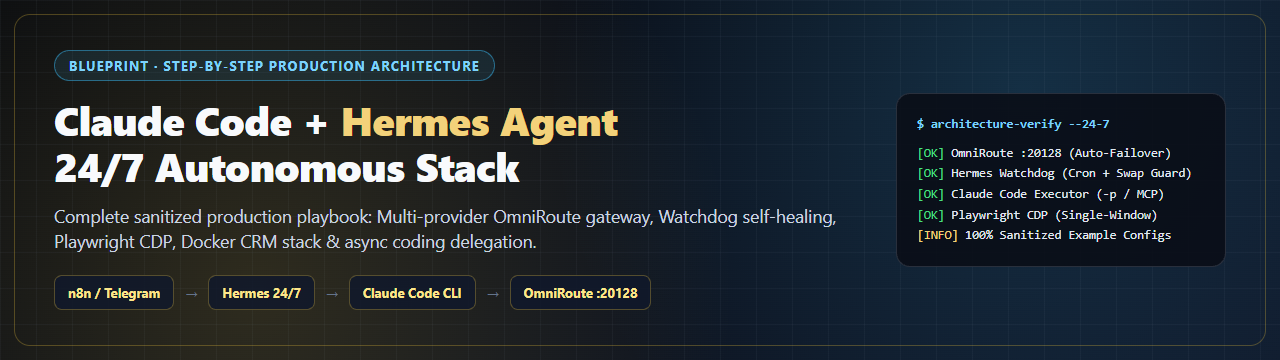 BLUEPRINT · STEP-BY-STEP PRODUCTION ARCHITECTURE
Claude Code + Hermes Agent
24/7 Autonomous Stack
Complete sanitized production playbook: Multi-provider OmniRoute gateway, Watchdog self-healing,
Playwright CDP, Docker CRM stack & async coding delegation.
n8n / Telegram → Hermes 24/7 → Claude Code CLI → OmniRoute :20128
$ architecture-verify --24-7
[OK] OmniRoute :20128 (Auto-Failover)
[OK] Hermes Watchdog (Cron + Swap Guard)
[OK] Claude Code Executor (-p / MCP)
[OK] Playwright CDP (Single-Window)
[INFO] 100% Sanitized Example Configs